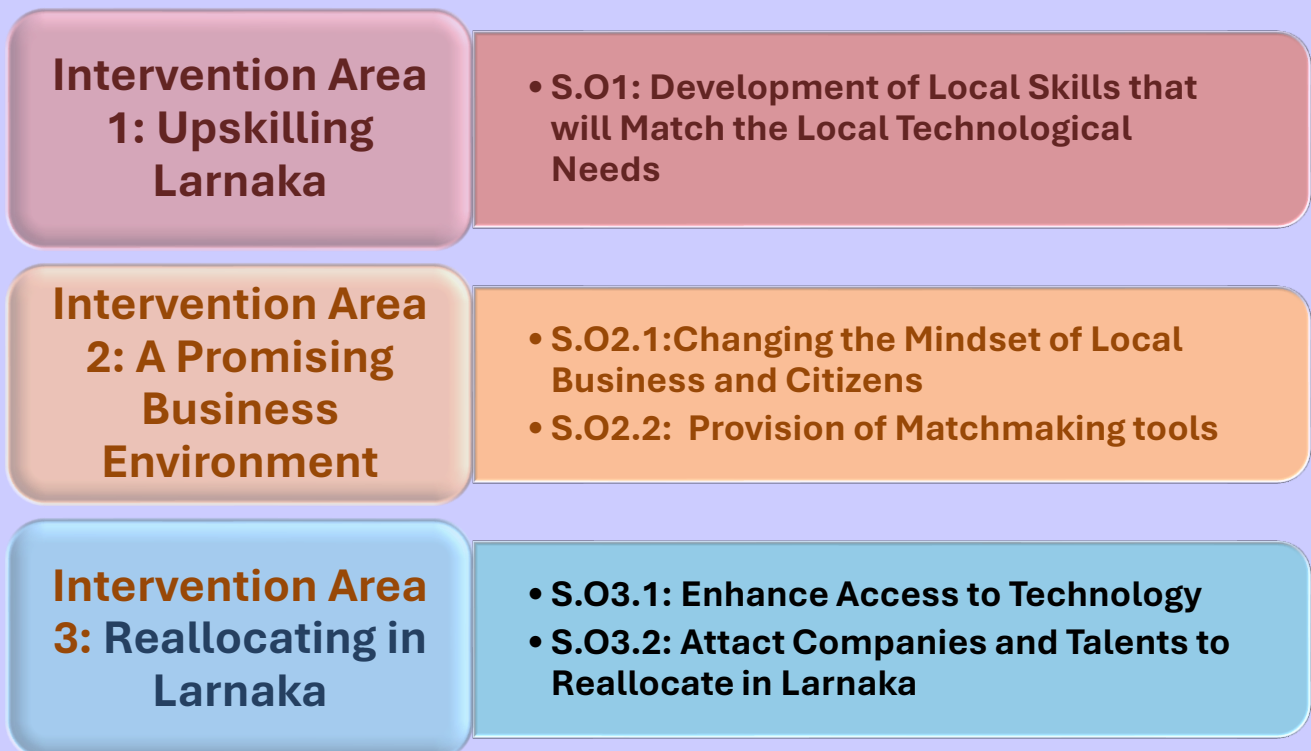 Intervention Area
1: Upskilling
Larnaka
• S.O1: Development of Local Skills that
will Match the Local Technological
Needs
Intervention Area
2: A Promising
Business
Environment
• S.O2.1:Changing the Mindset of Local
Business and Citizens
• S.O2.2: Provision of Matchmaking tools
Intervention Area
3: Reallocating in
Larnaka
• S.O3.1: Enhance Access to Technology
• S.O3.2: Attact Companies and Talents to
Reallocate in Larnaka